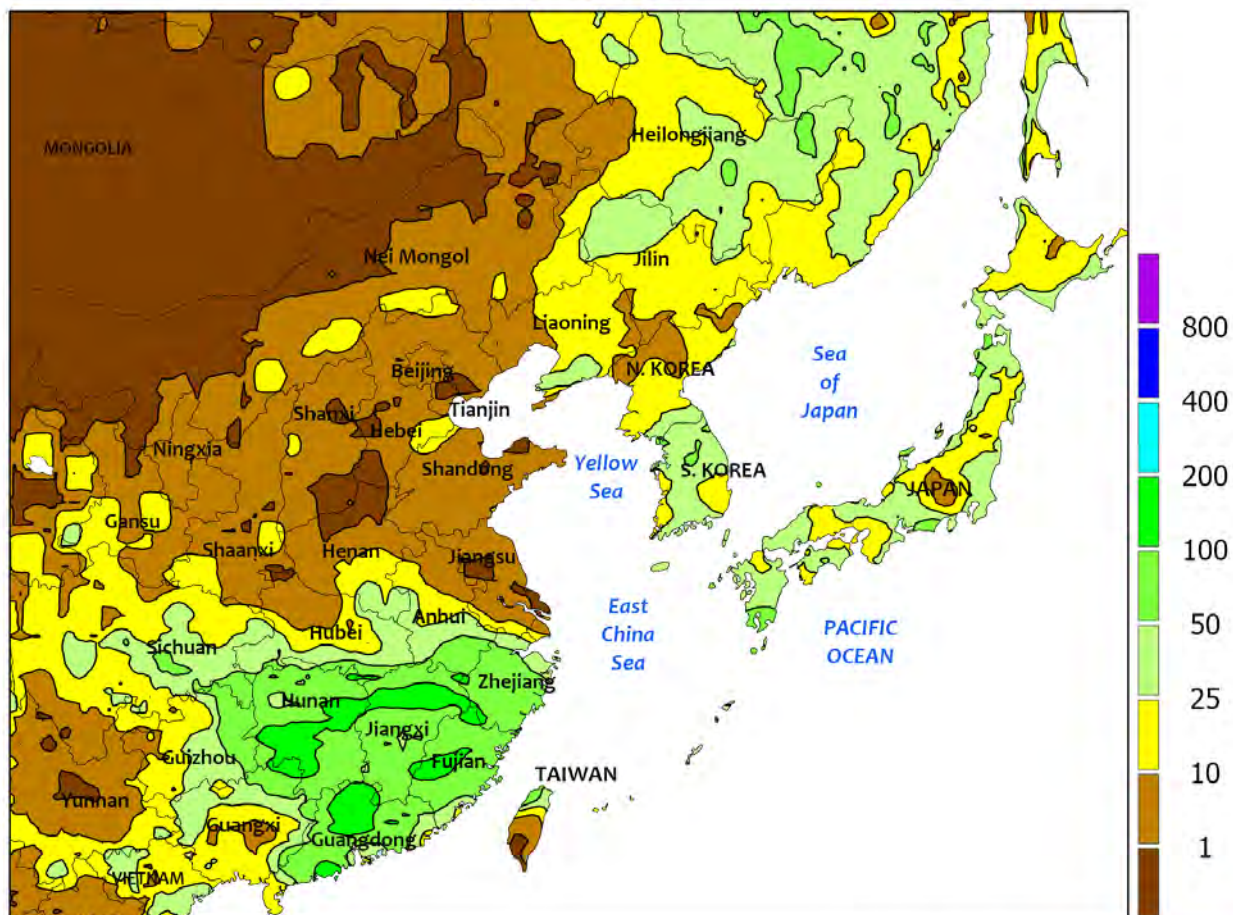 Heilongjiang
MONGOLIA
Nei Mongol
Jilin
Liaoning
Beijing
N. KOREA
Sea
of
Japan
800
400
200
100
50
25
10
1
Shanxi
Tianjin
Hebei
Ningxia
Shandong
Yellow
Sea
S. KOREA
JAPAN
Gansu
Shaanxi
Henan
Jiangsu
East
China
Sea
PACIFIC
OCEAN
Anhui
Hubei
Sichuan
Zhejiang
Hunan
Jiangxi
Guizhou
Fujian
TAIWAN
Yunnan
Guangxi
Guangdong
VIETNAM